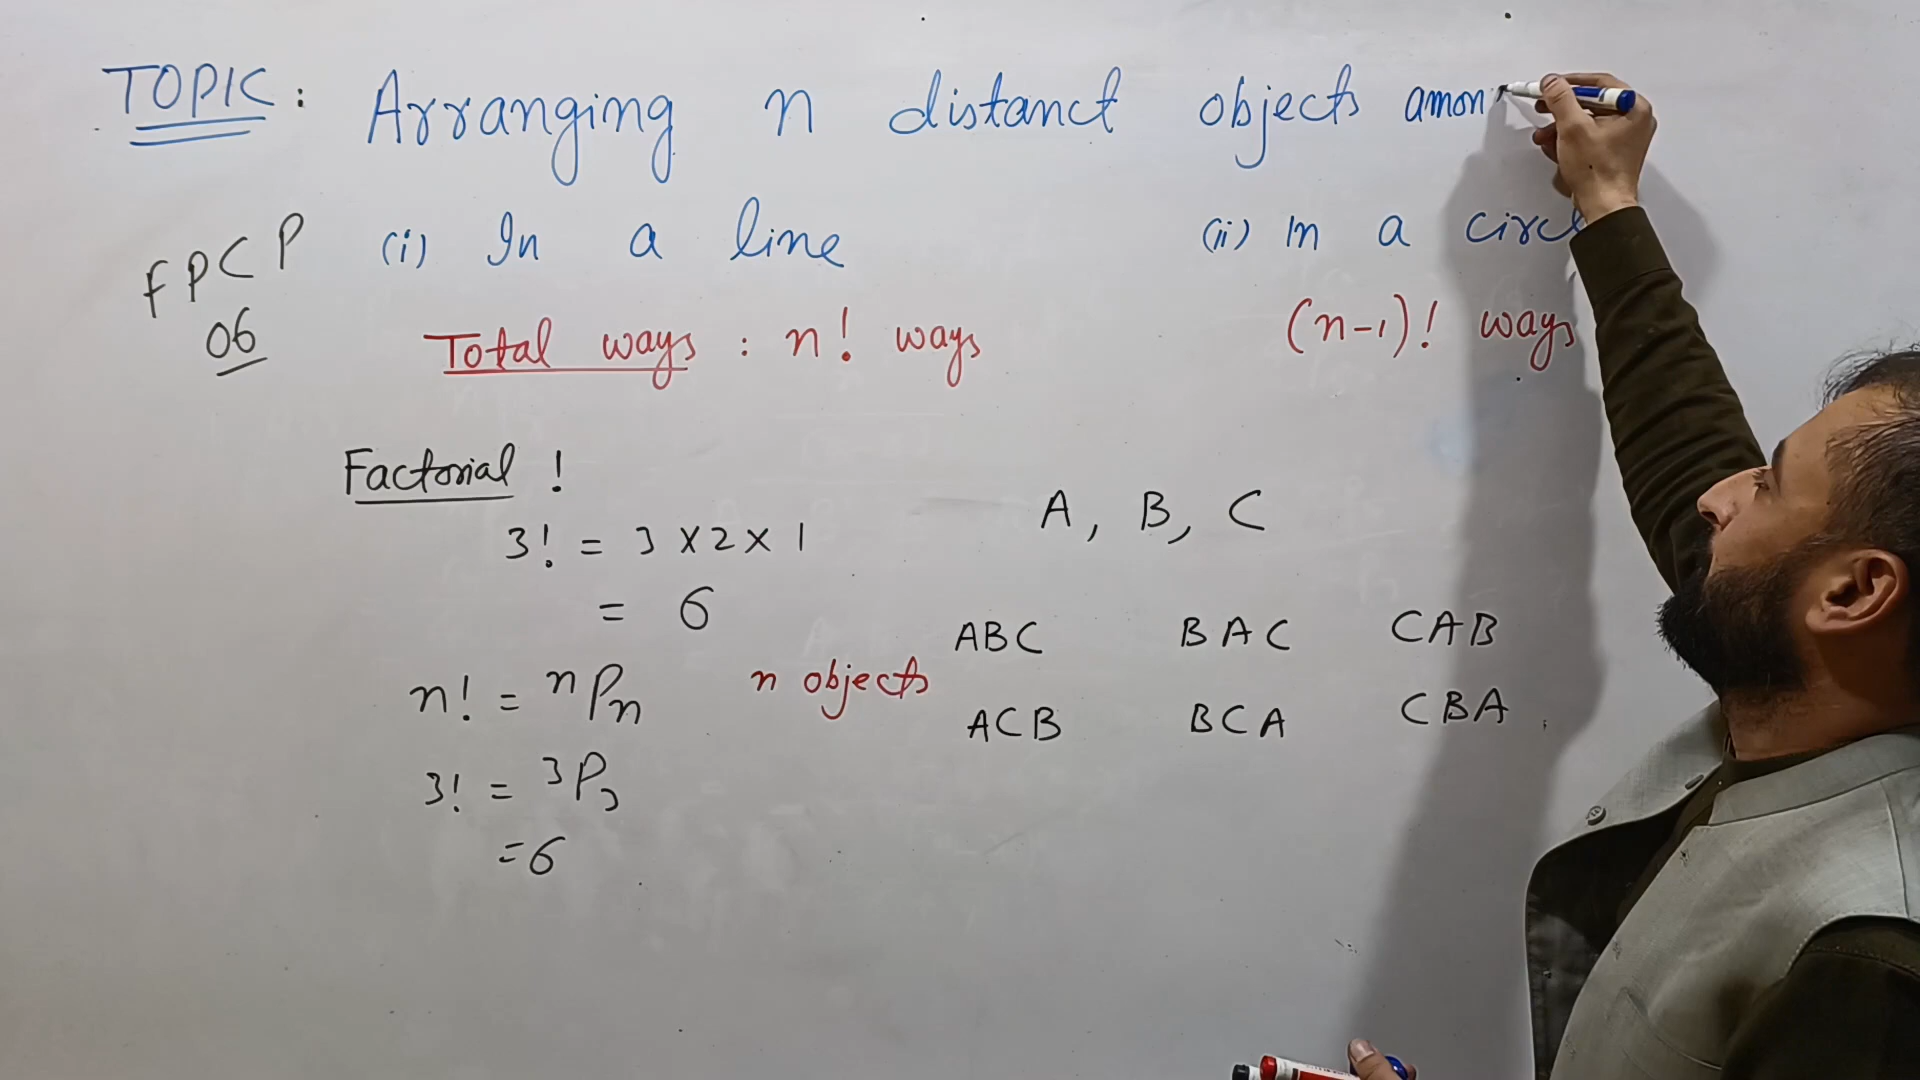 TOPIC: Arranging n distanct objects amon
FPCP
06
(i) In a line
(ii) In a circl
Total ways : n! ways
(n-1)! ways
Factorial !
3! = 3 x 2 x 1
= 6
A, B, C
ABC BAC CAB
ACB BCA CBA
n! = ⁿPₙ n objects
3! = ³P₃
= 6